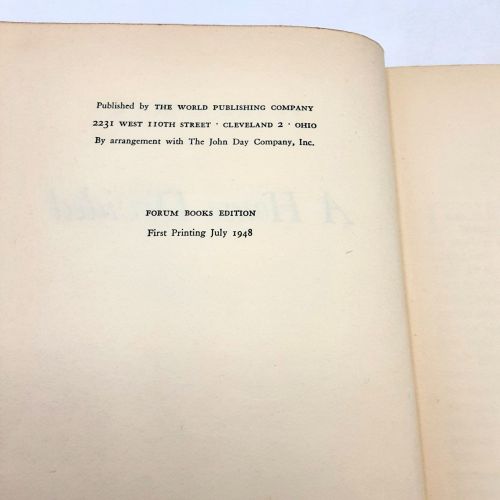 Published by THE WORLD PUBLISHING COMPANY
2231 WEST 110TH STREET · CLEVELAND 2 · OHIO
By arrangement with The John Day Company, Inc.
FORUM BOOKS EDITION
First Printing July 1948